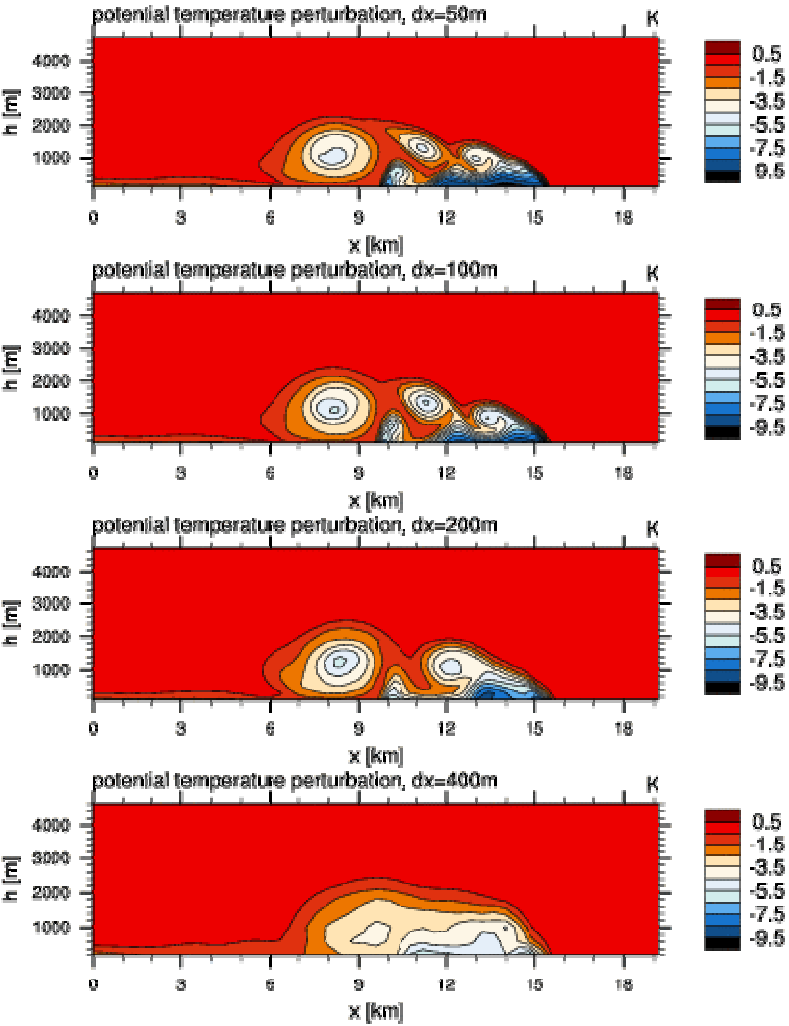 potential temperature perturbation, dx=50m K
4000
3000
2000
1000
h [m]
0 3 6 9 12 15 18
x [km]
0.5
-1.5
-3.5
-5.5
-7.5
9.5
potential temperature perturbation, dx=100m K
4000
3000
2000
1000
h [m]
0 3 6 9 12 15 18
x [km]
0.5
-1.5
-3.5
-5.5
-7.5
-9.5
potential temperature perturbation, dx=200m K
4000
3000
2000
1000
h [m]
0 3 6 9 12 15 18
x [km]
0.5
-1.5
-3.5
-5.5
-7.5
-9.5
potential temperature perturbation, dx=400m K
4000
3000
2000
1000
h [m]
0 3 6 9 12 15 18
x [km]
0.5
-1.5
-3.5
-5.5
-7.5
-9.5